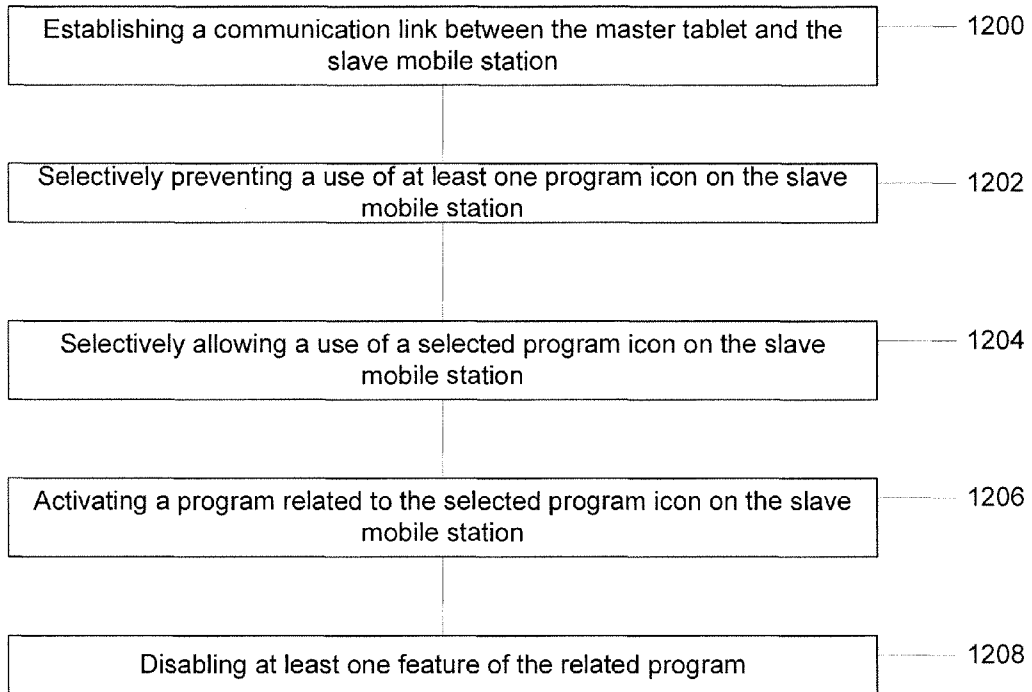 Establishing a communication link between the master tablet and the
slave mobile station
1200
Selectively preventing a use of at least one program icon on the slave
mobile station
1202
Selectively allowing a use of a selected program icon on the slave
mobile station
1204
Activating a program related to the selected program icon on the slave
mobile station
1206
Disabling at least one feature of the related program
1208